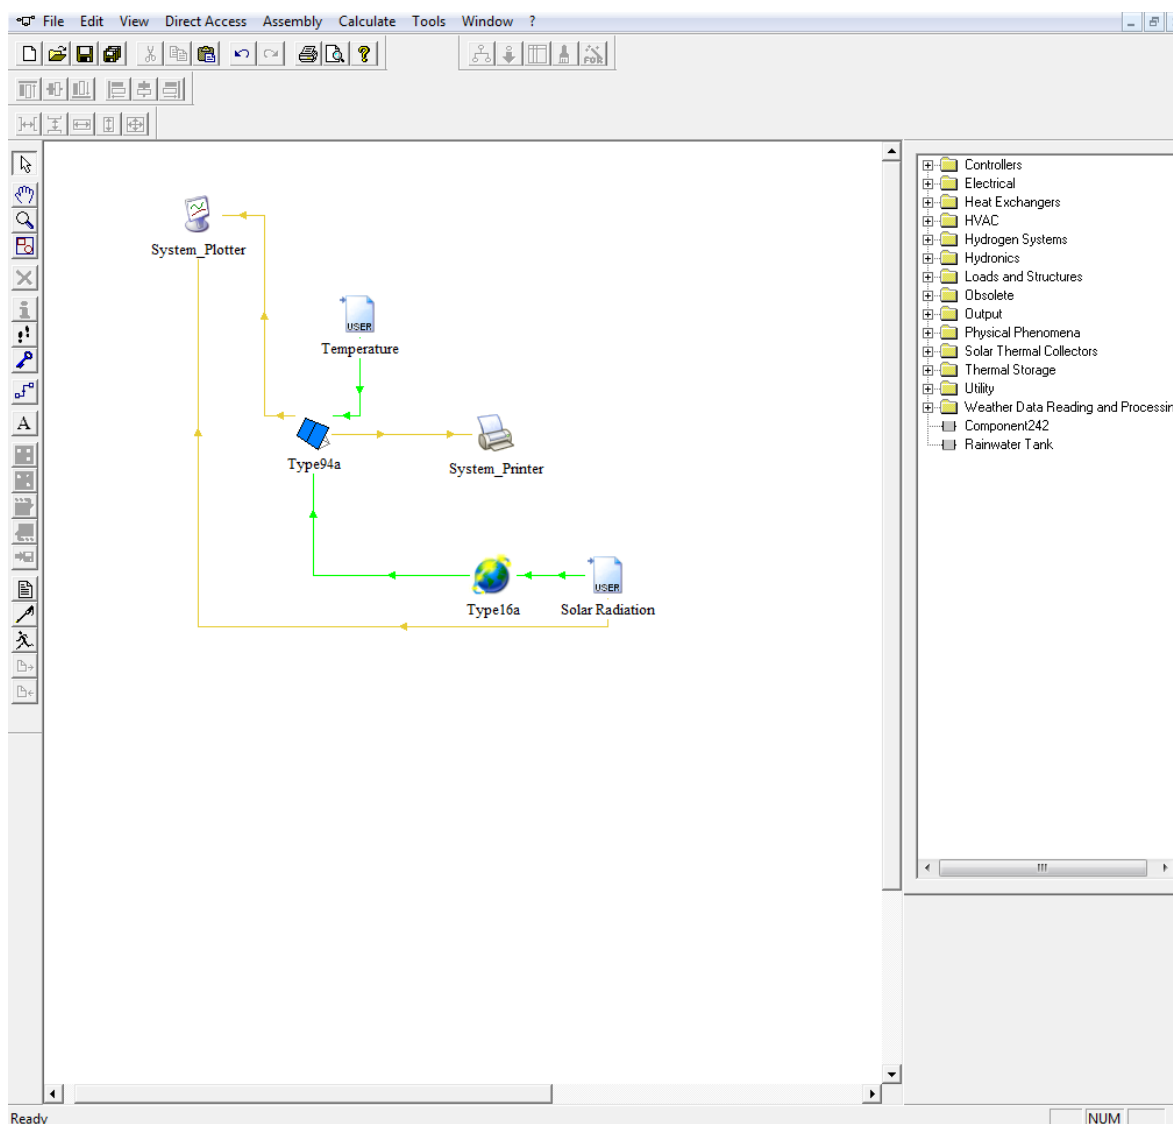 File Edit View Direct Access Assembly Calculate Tools Window ?
FOR
A
System_Plotter
USER
Temperature
Type94a
System_Printer
USER
Type16a
Solar Radiation
Controllers
Electrical
Heat Exchangers
HVAC
Hydrogen Systems
Hydronics
Loads and Structures
Obsolete
Output
Physical Phenomena
Solar Thermal Collectors
Thermal Storage
Utility
Weather Data Reading and Processin
Component242
Rainwater Tank
Ready
NUM